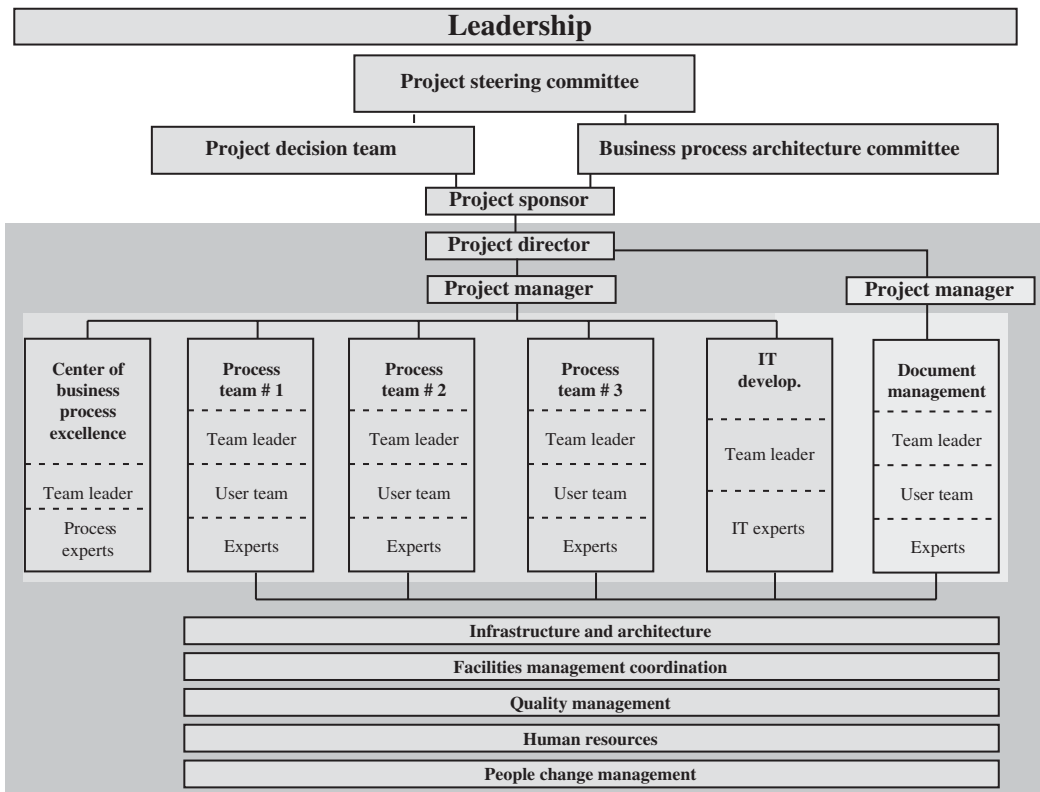 Leadership
Project steering committee
Project decision team
Business process architecture committee
Project sponsor
Project director
Project manager
Project manager
Center of
business
process
excellence
Team leader
Process
experts
Process
team # 1
Team leader
User team
Experts
Process
team # 2
Team leader
User team
Experts
Process
team # 3
Team leader
User team
Experts
IT
develop.
Team leader
IT experts
Document
management
Team leader
User team
Experts
Infrastructure and architecture
Facilities management coordination
Quality management
Human resources
People change management